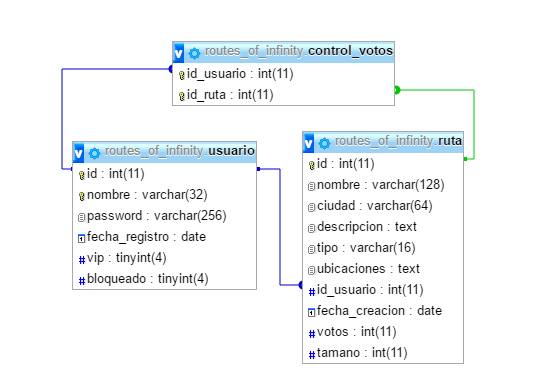 routes_of_infinity.control_votos
id_usuario : int(11)
id_ruta : int(11)
routes_of_infinity.usuario
id : int(11)
nombre : varchar(32)
password : varchar(256)
fecha_registro : date
vip : tinyint(4)
bloqueado : tinyint(4)
routes_of_infinity.ruta
id : int(11)
nombre : varchar(128)
ciudad : varchar(64)
descripcion : text
tipo : varchar(16)
ubicaciones : text
id_usuario : int(11)
fecha_creacion : date
votos : int(11)
tamano : int(11)